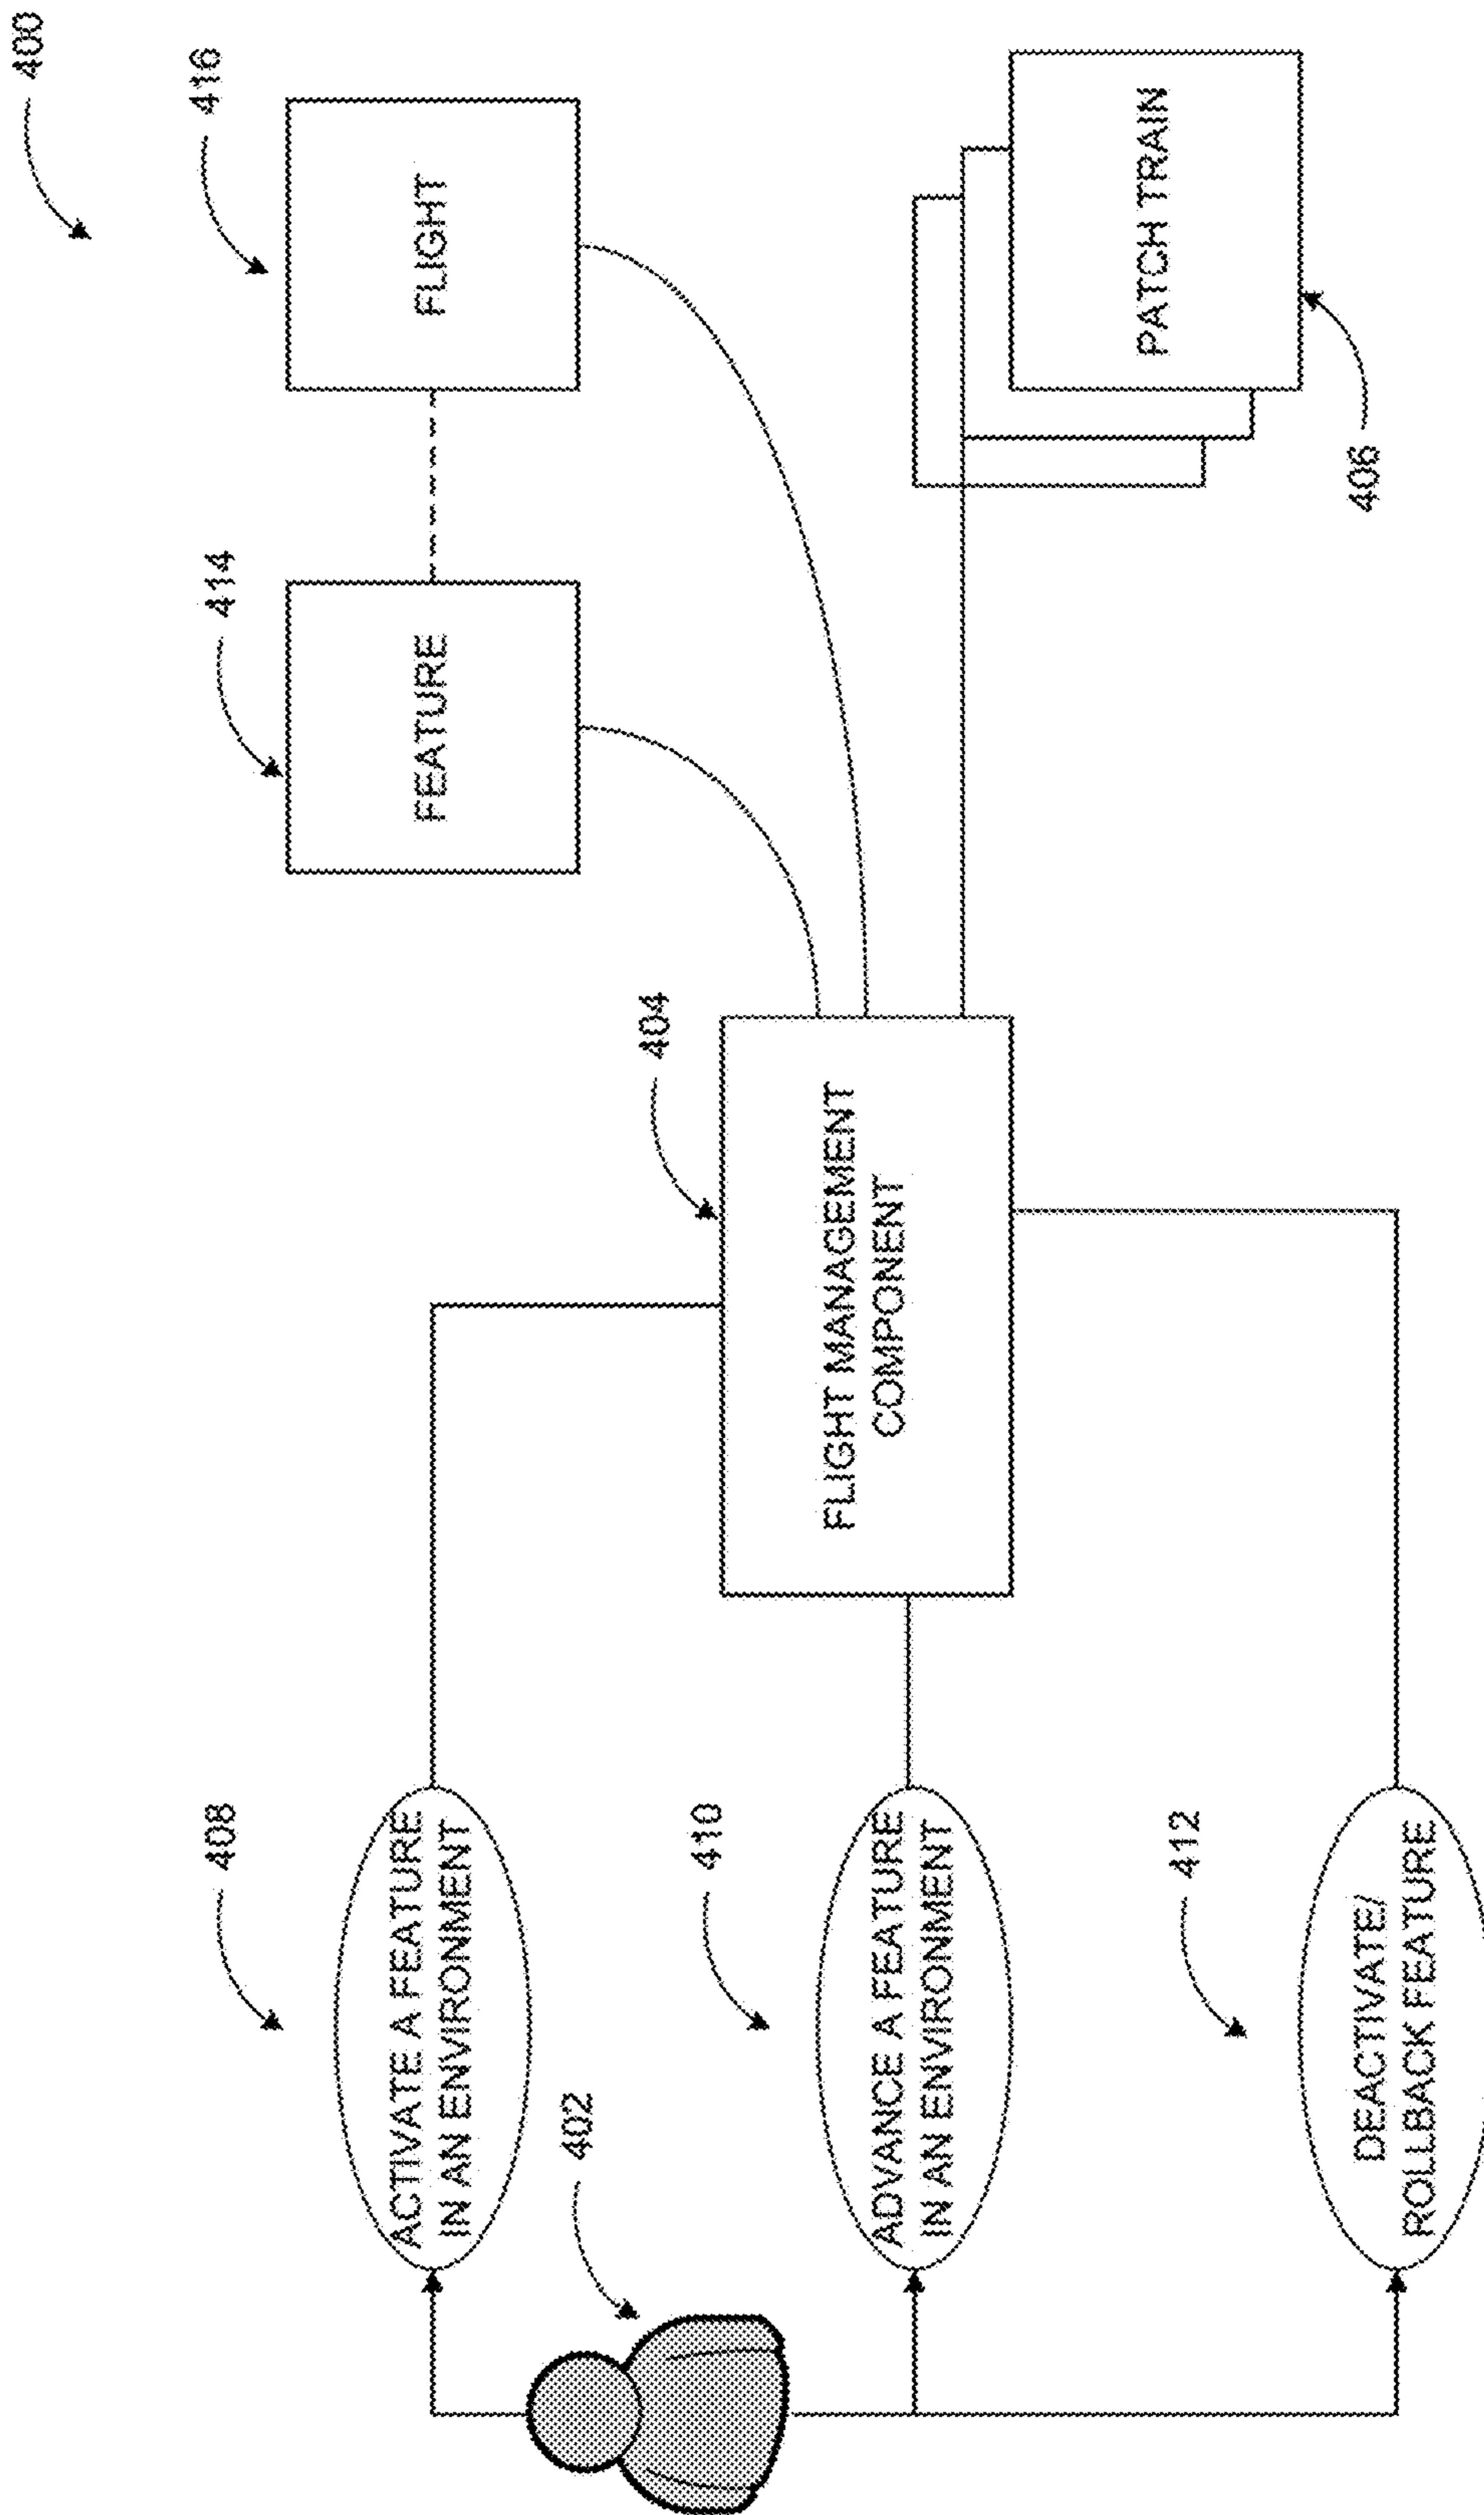 400
402
408
ACTIVATE A FEATURE
IN AN ENVIRONMENT
410
ADVANCE A FEATURE
IN AN ENVIRONMENT
412
DEACTIVATE/
ROLLBACK FEATURE
404
FLIGHT MANAGEMENT
COMPONENT
414
FEATURE
416
FLIGHT
PATCH TRAIN
406